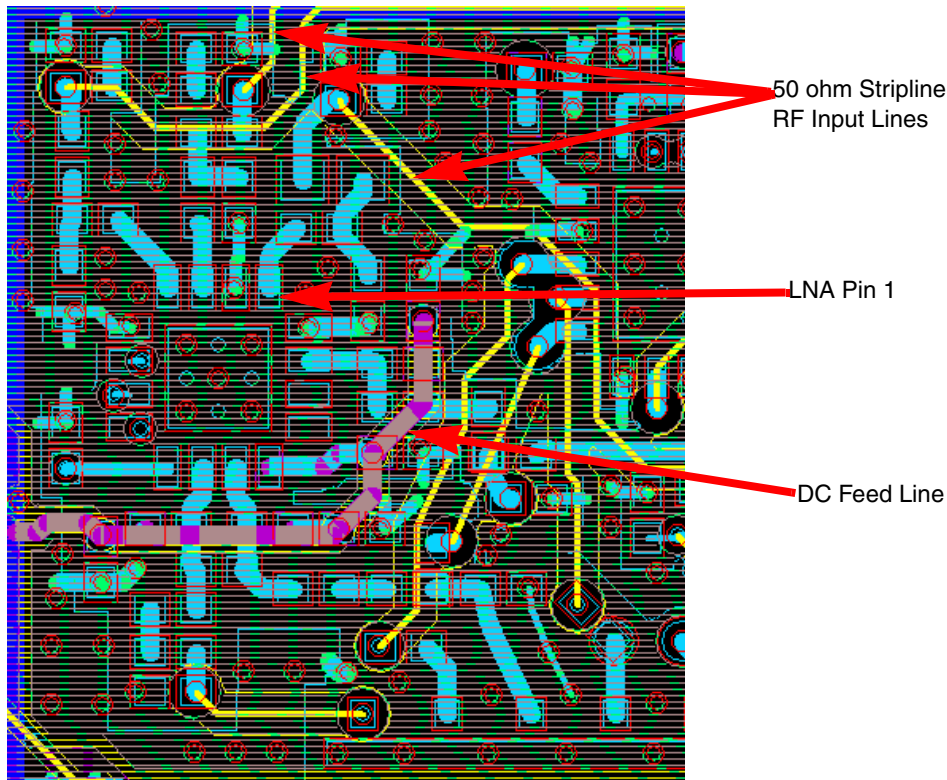 50 ohm Stripline
RF Input Lines
LNA Pin 1
DC Feed Line